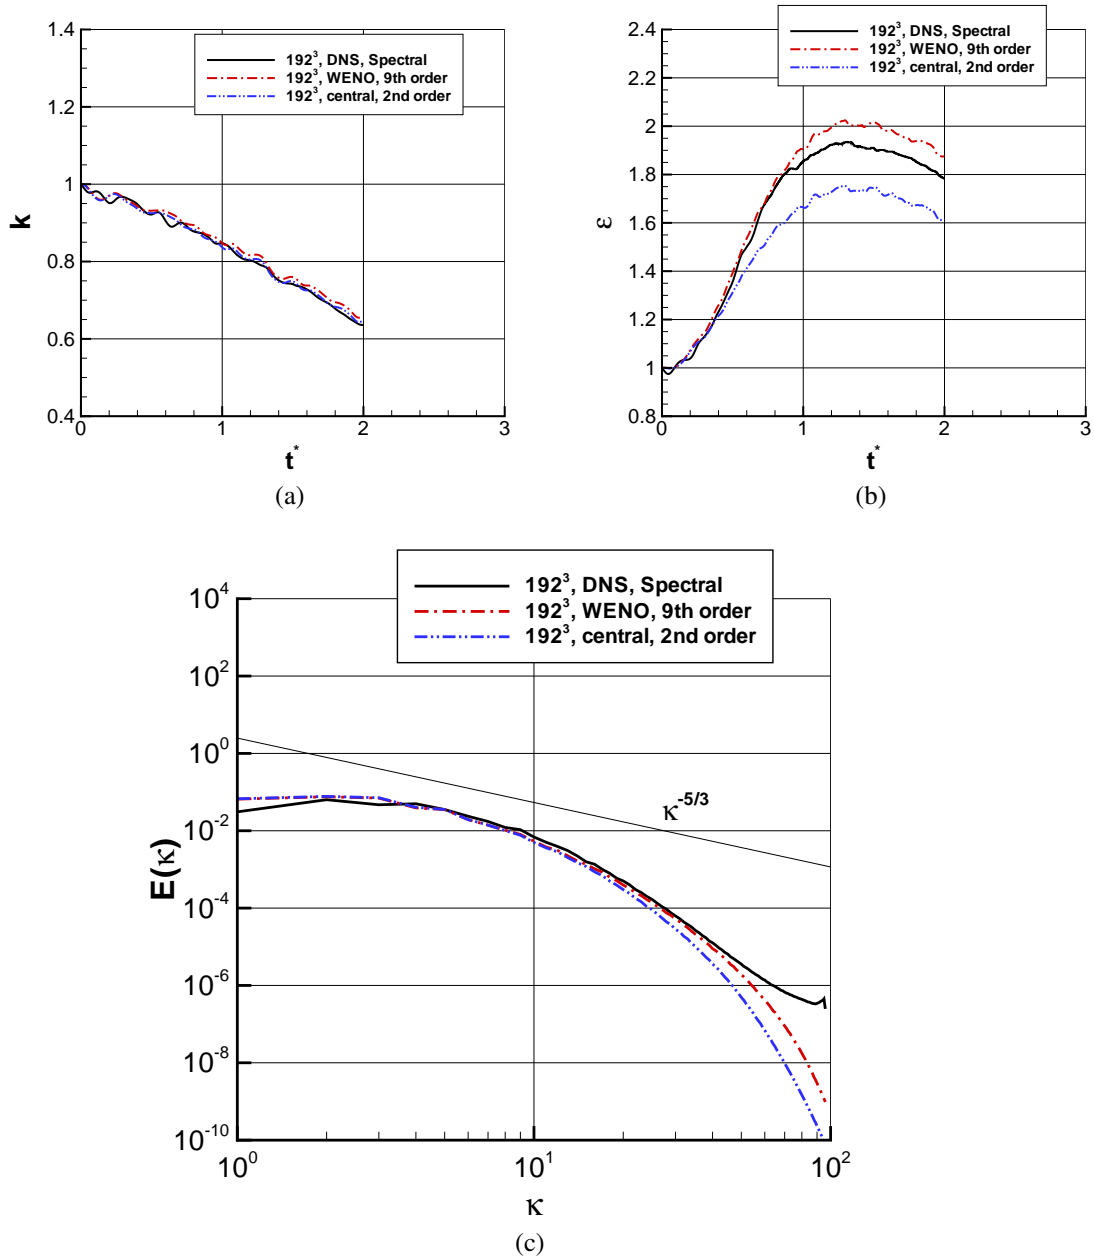 192³, DNS, Spectral
192³, WENO, 9th order
192³, central, 2nd order
1.4
1.2
1
0.8
0.6
0.4
k
0 1 2 3
t*
(a)
192³, DNS, Spectral
192³, WENO, 9th order
192³, central, 2nd order
2.4
2.2
2
1.8
1.6
1.4
1.2
1
0.8
ε
0 1 2 3
t*
(b)
192³, DNS, Spectral
192³, WENO, 9th order
192³, central, 2nd order
10⁴
10²
10⁰
10⁻²
10⁻⁴
10⁻⁶
10⁻⁸
10⁻¹⁰
E(κ)
κ⁻⁵/³
10⁰ 10¹ 10²
κ
(c)